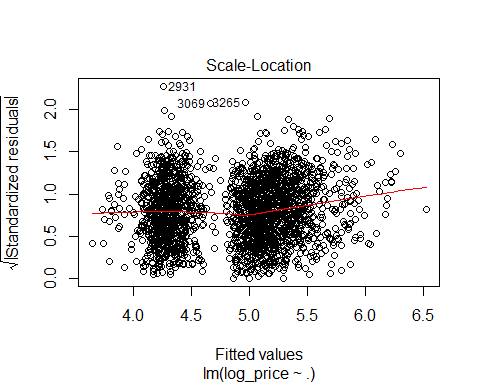 Scale-Location
√|Standardized residuals|
2.0
1.5
1.0
0.5
0.0
2931
3069
3265
4.0 4.5 5.0 5.5 6.0 6.5
Fitted values
lm(log_price ~ .)